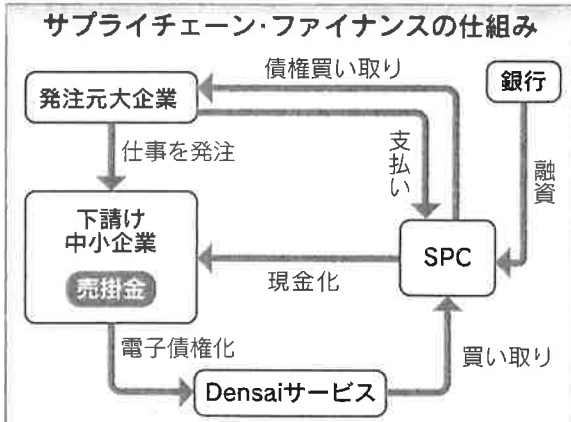 サプライチェーン・ファイナンスの仕組み
債権買い取り
銀行
発注元大企業
仕事を発注
支払い
融資
下請け
中小企業
売掛金
SPC
現金化
電子債権化
買い取り
Densaiサービス